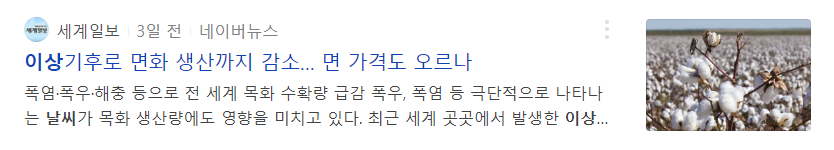 세계일보 3일 전 네이버뉴스
이상기후로 면화 생산까지 감소... 면 가격도 오르나
폭염·폭우·해충 등으로 전 세계 목화 수확량 급감 폭우, 폭염 등 극단적으로 나타나
는 날씨가 목화 생산량에도 영향을 미치고 있다. 최근 세계 곳곳에서 발생한 이상...